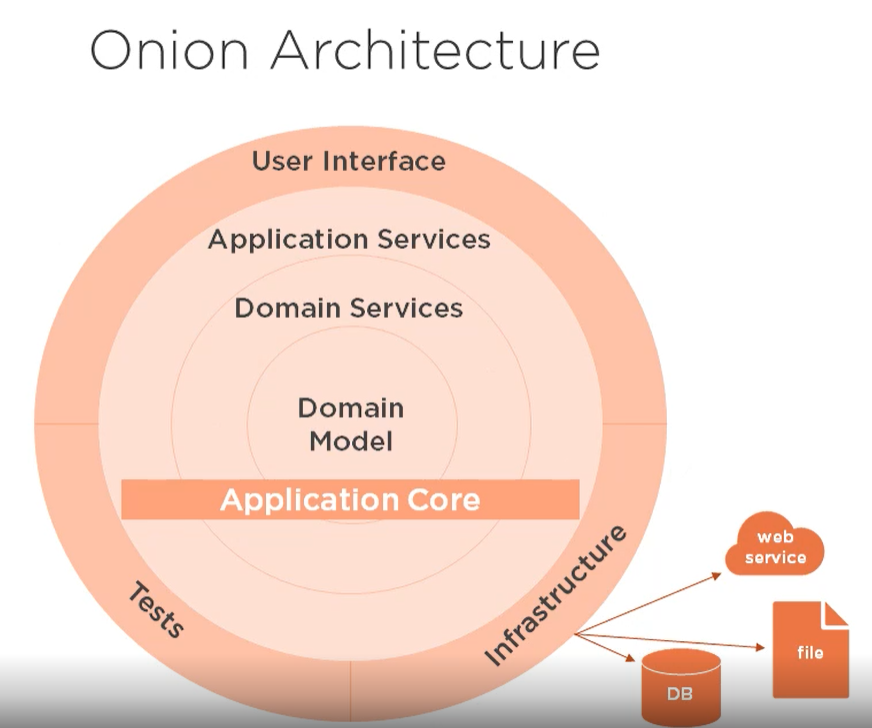 Onion Architecture
User Interface
Application Services
Domain Services
Domain
Model
Application Core
Tests
Infrastructure
web
service
file
DB